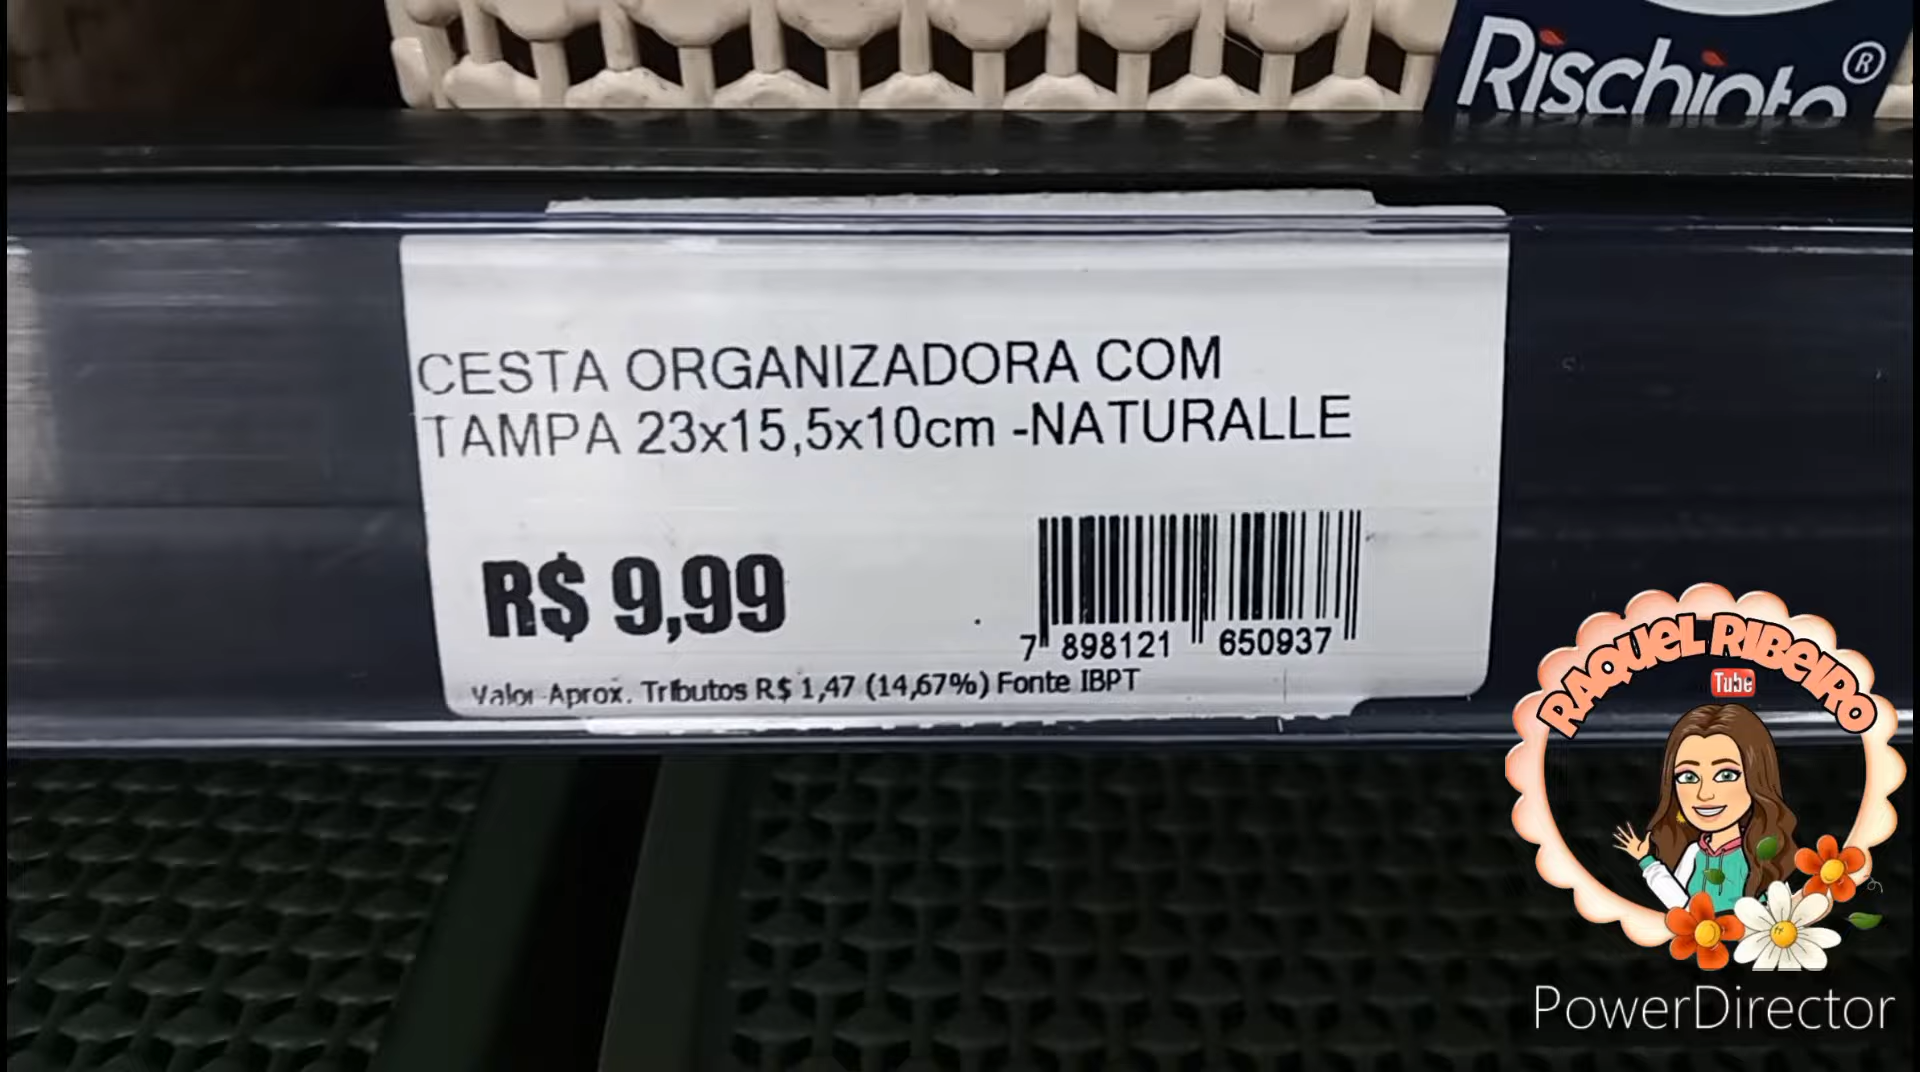 Rischioto®
CESTA ORGANIZADORA COM
TAMPA 23x15,5x10cm -NATURALLE
R$ 9,99
7 898121 650937
Valor Aprox. Tributos R$ 1,47 (14,67%) Fonte IBPT
RAQUEL RIBEIRO
Tube
PowerDirector